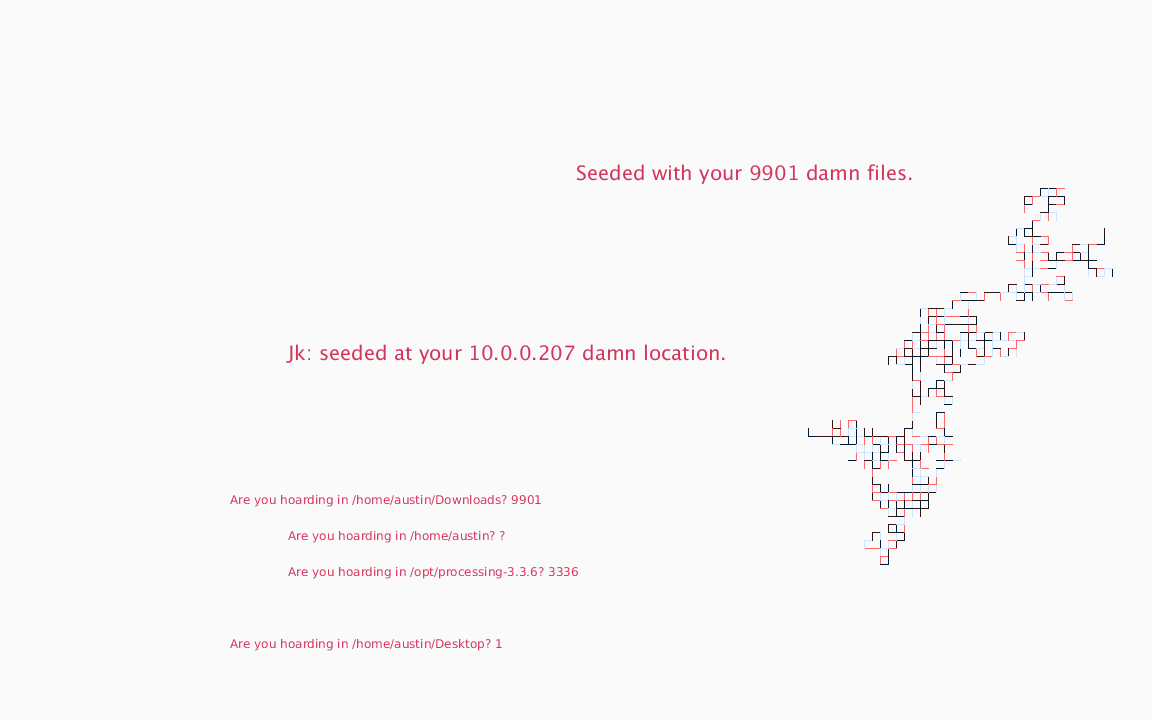 Seeded with your 9901 damn files.
Jk: seeded at your 10.0.0.207 damn location.
Are you hoarding in /home/austin/Downloads? 9901
Are you hoarding in /home/austin? ?
Are you hoarding in /opt/processing-3.3.6? 3336
Are you hoarding in /home/austin/Desktop? 1